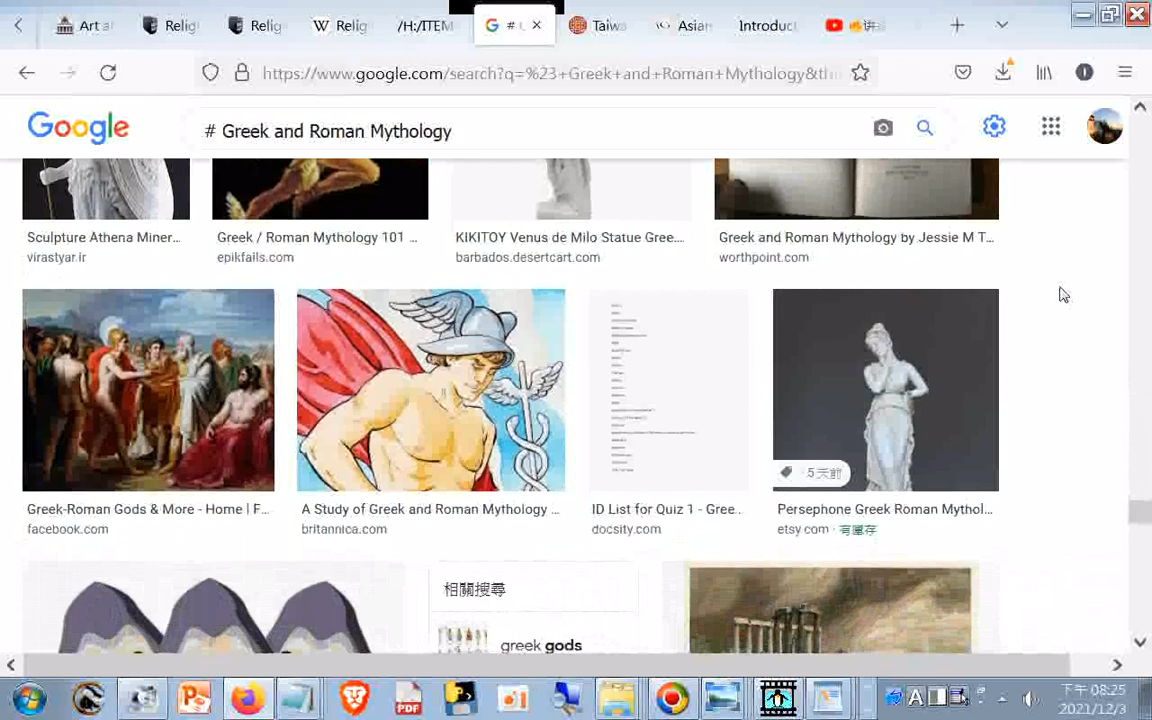 Art a
Relig
Relig
Relig
/H:/ITEM
# G
Taiwa
Asian
Introduct
https://www.google.com/search?q=%23+Greek+and+Roman+Mythology&th
Google
# Greek and Roman Mythology
Sculpture Athena Miner...
Greek / Roman Mythology 101 ...
KIKITOY Venus de Milo Statue Gree...
Greek and Roman Mythology by Jessie M T...
virastyar.ir
epikfails.com
barbados.desertcart.com
worthpoint.com
5 天前
Greek-Roman Gods & More - Home | F...
A Study of Greek and Roman Mythology ...
ID List for Quiz 1 - Gree...
Persephone Greek Roman Mythol...
facebook.com
britannica.com
docsity.com
etsy.com · 有庫存
相關搜尋
greek gods
PDF
A
下午 08:25
2021/12/3